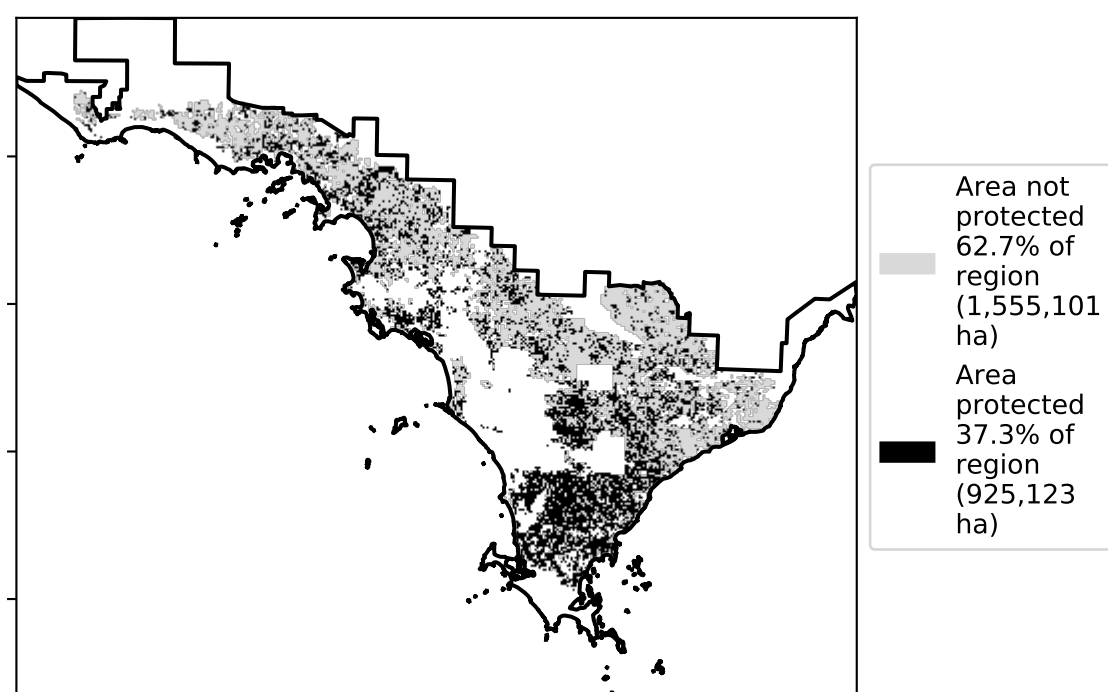 Area not
protected
62.7% of
region
(1,555,101
ha)
Area
protected
37.3% of
region
(925,123
ha)